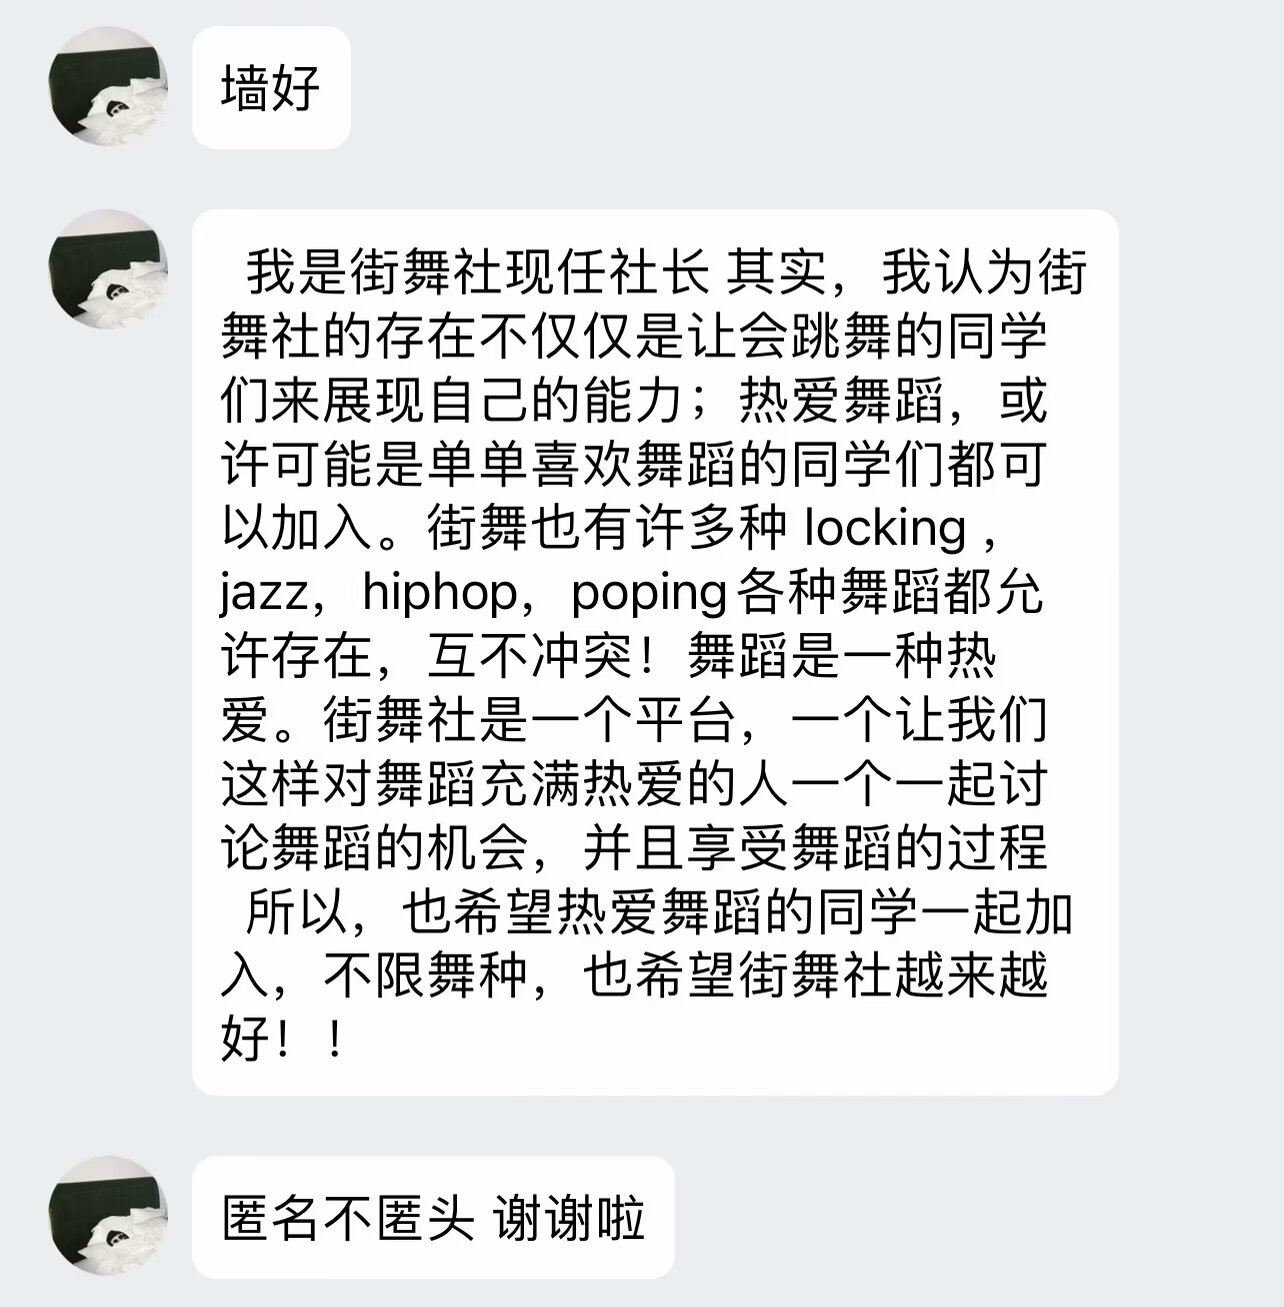 墙好
我是街舞社现任社长 其实，我认为街
舞社的存在不仅仅是让会跳舞的同学
们来展现自己的能力；热爱舞蹈，或
许可能是单单喜欢舞蹈的同学们都可
以加入。街舞也有许多种 locking ，
jazz，hiphop，poping各种舞蹈都允
许存在，互不冲突！舞蹈是一种热
爱。街舞社是一个平台，一个让我们
这样对舞蹈充满热爱的人一个一起讨
论舞蹈的机会，并且享受舞蹈的过程
所以，也希望热爱舞蹈的同学一起加
入，不限舞种，也希望街舞社越来越
好！！
匿名不匿头 谢谢啦